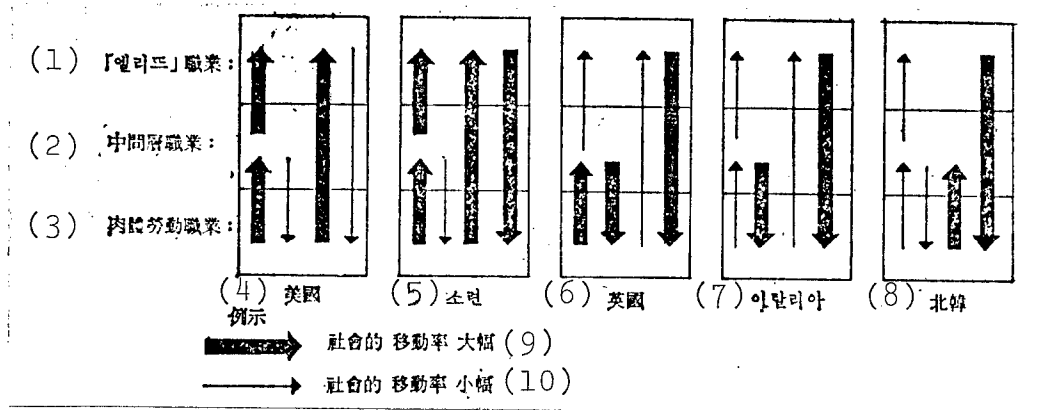 (1) 「엘리트」職業:
(2) 中間層職業:
(3) 肉體勞動職業:
(4) 美國 (5) 소련 (6) 英國 (7) 이탈리아 (8) 北韓
例示
社會的 移動率 大幅 (9)
社會的 移動率 小幅 (10)